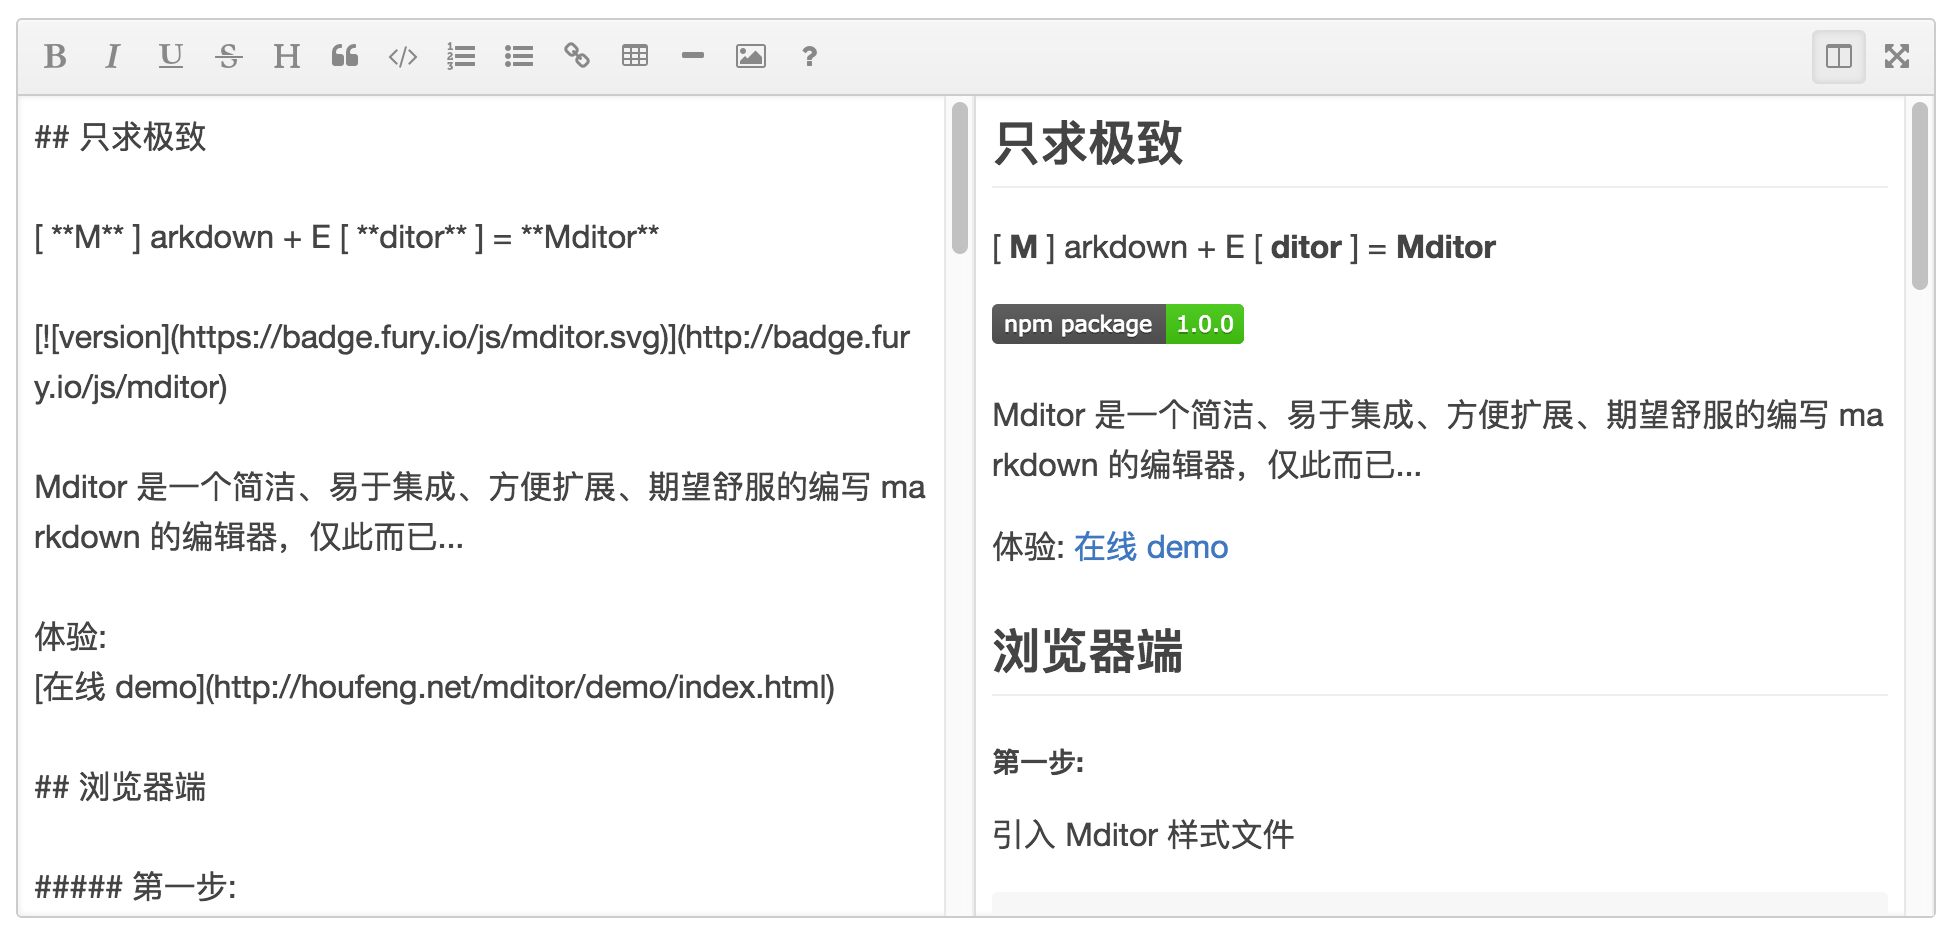 B I U S H </> ?
## 只求极致
[ **M** ] arkdown + E [ **ditor** ] = **Mditor**
[![version](https://badge.fury.io/js/mditor.svg)](http://badge.fur
y.io/js/mditor)
Mditor 是一个简洁、易于集成、方便扩展、期望舒服的编写 ma
rkdown 的编辑器，仅此而已...
体验:
[在线 demo](http://houfeng.net/mditor/demo/index.html)
## 浏览器端
##### 第一步:
只求极致
[ M ] arkdown + E [ ditor ] = Mditor
npm package 1.0.0
Mditor 是一个简洁、易于集成、方便扩展、期望舒服的编写 ma
rkdown 的编辑器，仅此而已...
体验: 在线 demo
浏览器端
第一步:
引入 Mditor 样式文件